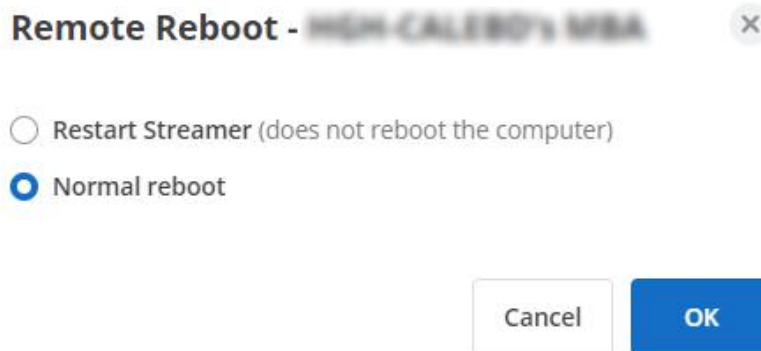 Remote Reboot -
Restart Streamer (does not reboot the computer)
Normal reboot
Cancel
OK